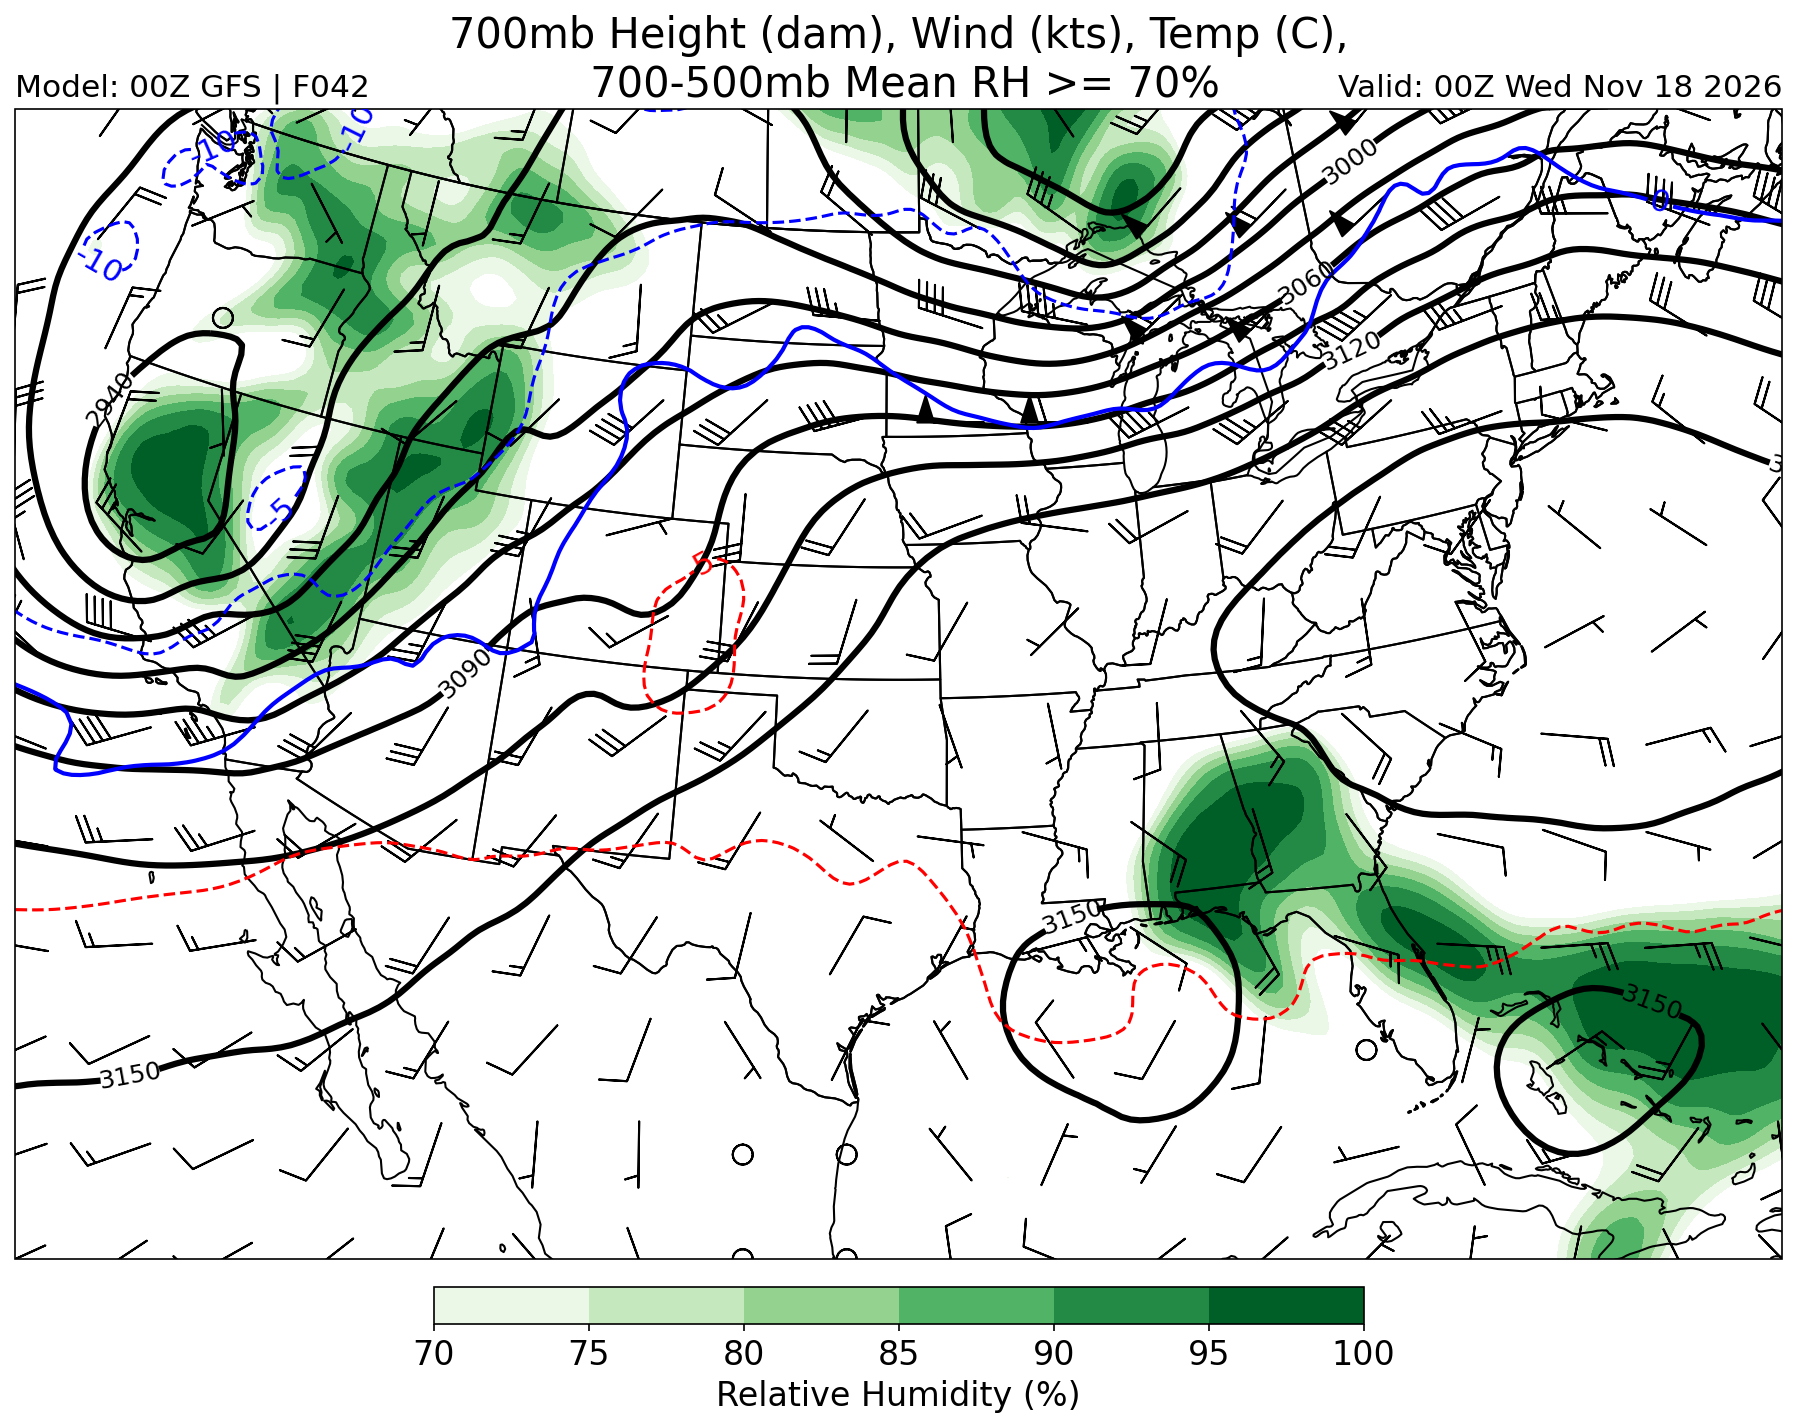 700mb Height (dam), Wind (kts), Temp (C),
700-500mb Mean RH >= 70%
Model: 00Z GFS | F042
Valid: 00Z Wed Nov 18 2026
-10
-10
-10
3000
0
3060
3120
2940
-5
5
3090
3150
3150
3150
70 75 80 85 90 95 100
Relative Humidity (%)